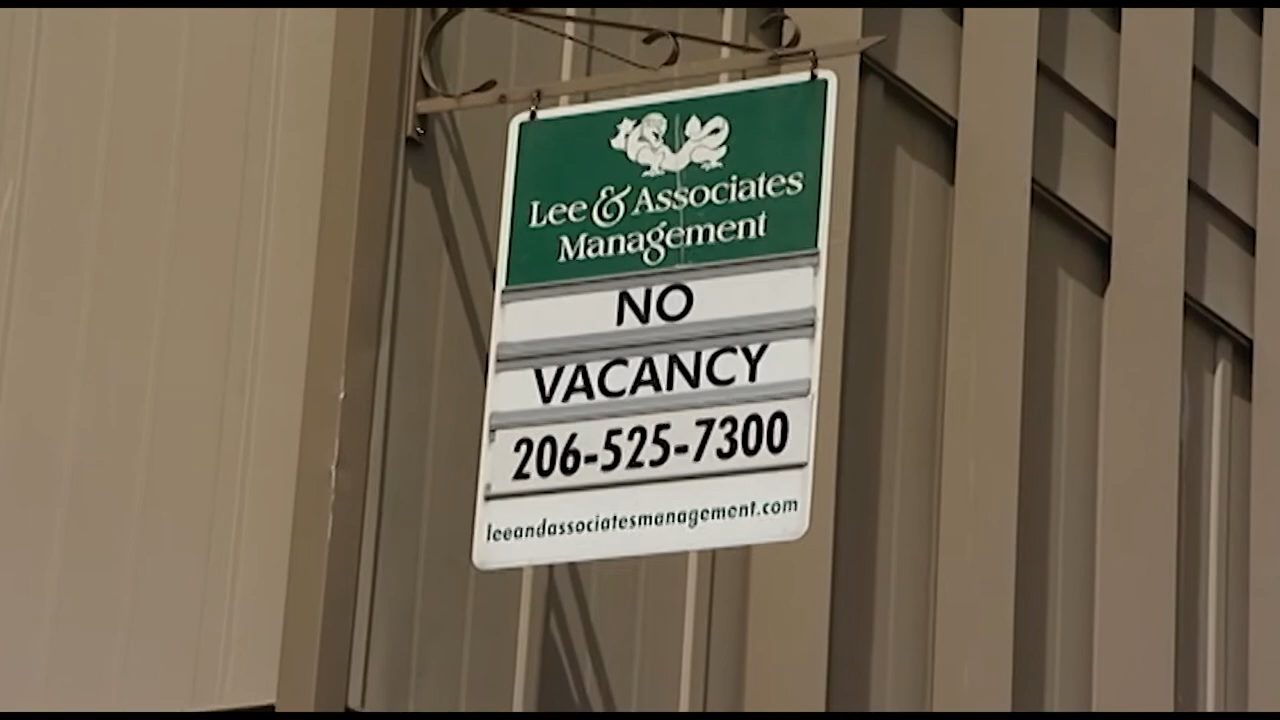 Lee & Associates
Management
NO
VACANCY
206-525-7300
leeandassociatesmanagement.com